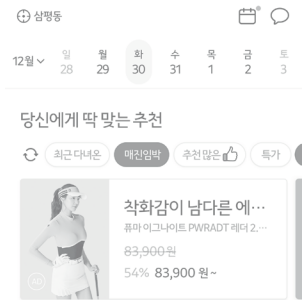 삼평동
12월
일 월 화 수 목 금 토
28 29 30 31 1 2 3
당신에게 딱 맞는 추천
최근 다녀온 매진임박 추천 많은 특가
착화감이 남다른 에...
퓨마 이그나이트 PWRADT 레더 2....
83,900원
54% 83,900 원~
AD